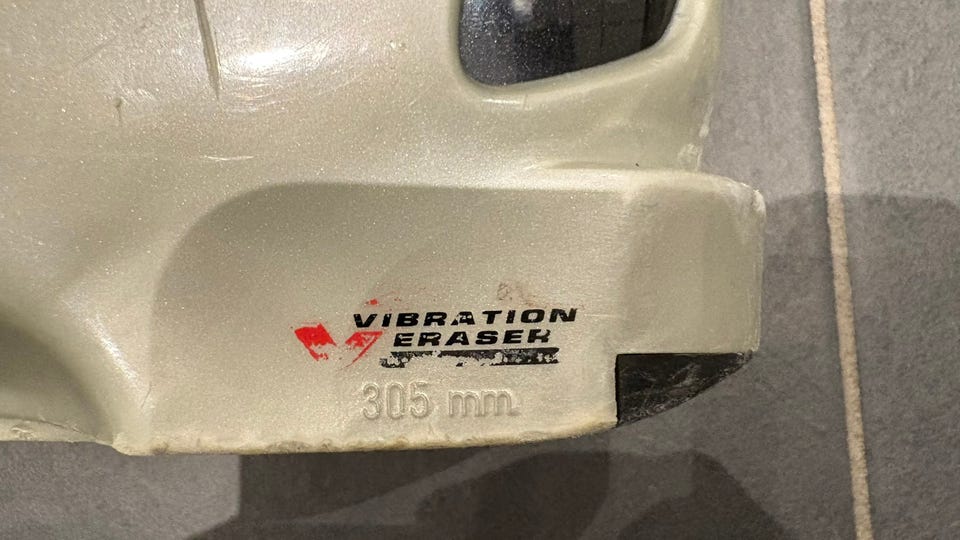 VIBRATION
ERASER
305 mm